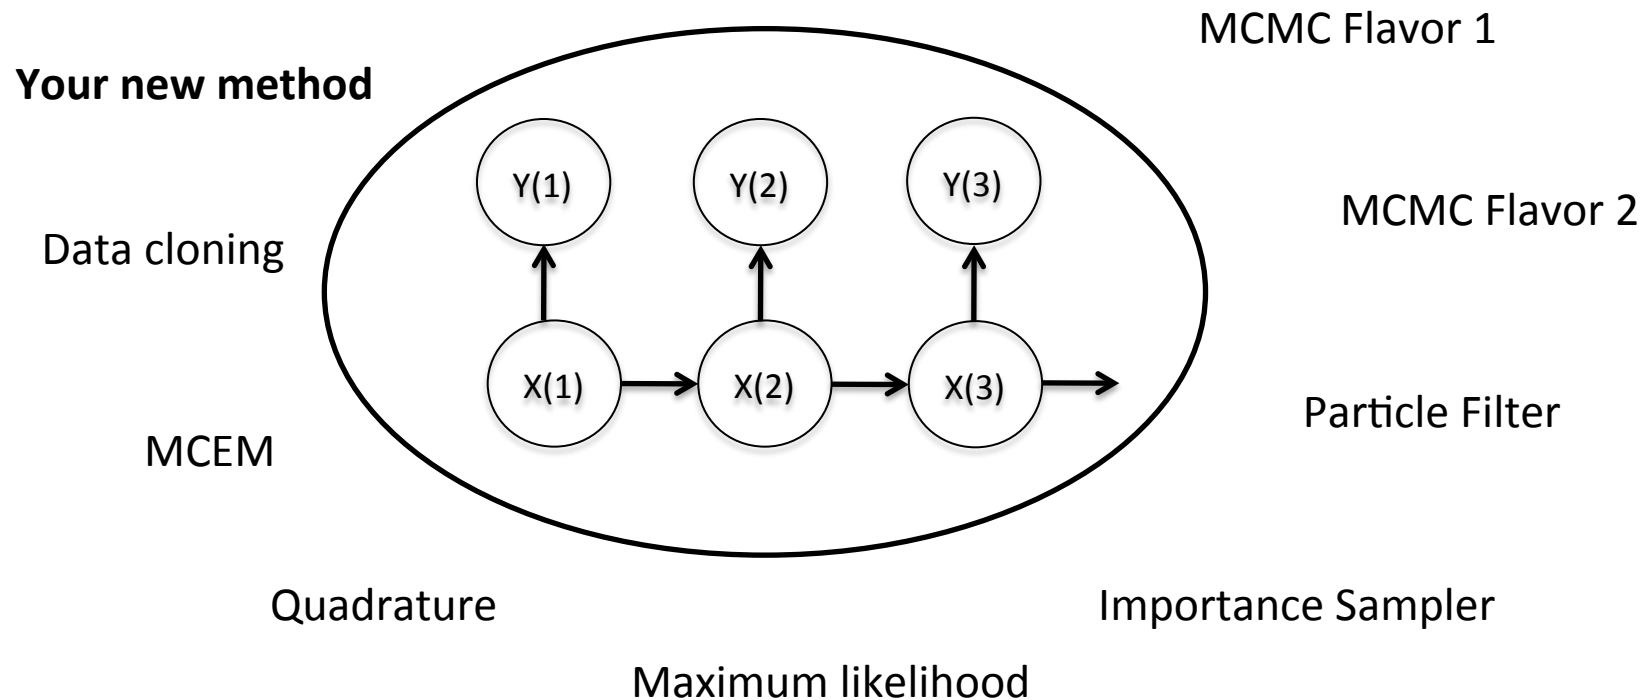 MCMC Flavor 1
Your new method
Y(1) Y(2) Y(3)
MCMC Flavor 2
Data cloning
X(1) X(2) X(3)
Particle Filter
MCEM
Quadrature
Importance Sampler
Maximum likelihood